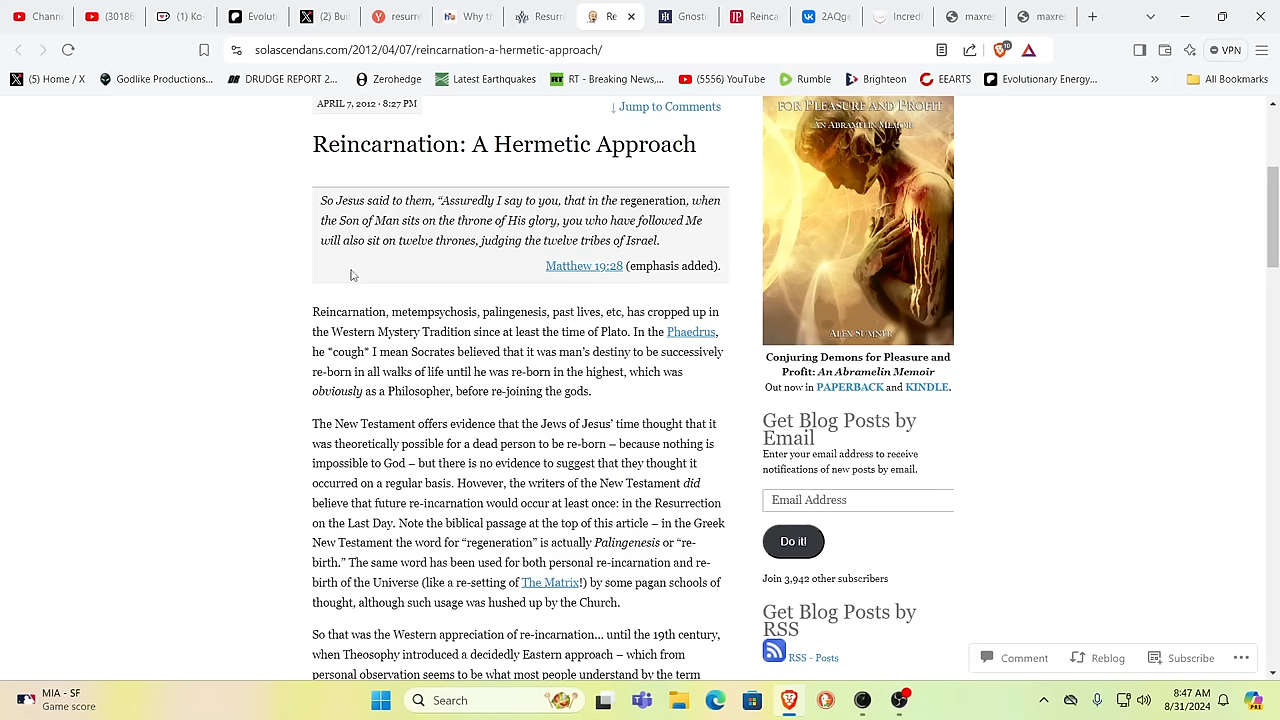 Chann
(30186
(1) Ko-
Evolut
(2) Bui
resurre
Why th
Resurr
Re
Gnosti
Reinca
2AQge
Incred
maxres
maxres
solascendans.com/2012/04/07/reincarnation-a-hermetic-approach/
10
VPN
(5) Home / X
Godlike Productions...
DRUDGE REPORT 2...
Zerohedge
Latest Earthquakes
RT - Breaking News,...
(5556) YouTube
Rumble
Brighteon
EEARTS
Evolutionary Energy...
All Bookmarks
APRIL 7, 2012 · 8:27 PM
↓ Jump to Comments
Reincarnation: A Hermetic Approach
So Jesus said to them, “Assuredly I say to you, that in the regeneration, when
the Son of Man sits on the throne of His glory, you who have followed Me
will also sit on twelve thrones, judging the twelve tribes of Israel.
Matthew 19:28 (emphasis added).
Reincarnation, metempsychosis, palingenesis, past lives, etc, has cropped up in
the Western Mystery Tradition since at least the time of Plato. In the Phaedrus,
he *cough* I mean Socrates believed that it was man’s destiny to be successively
re-born in all walks of life until he was re-born in the highest, which was
obviously as a Philosopher, before re-joining the gods.
The New Testament offers evidence that the Jews of Jesus’ time thought that it
was theoretically possible for a dead person to be re-born – because nothing is
impossible to God – but there is no evidence to suggest that they thought it
occurred on a regular basis. However, the writers of the New Testament did
believe that future re-incarnation would occur at least once: in the Resurrection
on the Last Day. Note the biblical passage at the top of this article – in the Greek
New Testament the word for “regeneration” is actually Palingenesis or “re-
birth.” The same word has been used for both personal re-incarnation and re-
birth of the Universe (like a re-setting of The Matrix!) by some pagan schools of
thought, although such usage was hushed up by the Church.
So that was the Western appreciation of re-incarnation... until the 19th century,
when Theosophy introduced a decidedly Eastern approach – which from
personal observation seems to be what most people understand by the term
FOR PLEASURE AND PROFIT
AN ABRAMELIN MEMOIR
ALEX SUMNER
Conjuring Demons for Pleasure and
Profit: An Abramelin Memoir
Out now in PAPERBACK and KINDLE.
Get Blog Posts by
Email
Enter your email address to receive
notifications of new posts by email.
Email Address
Do it!
Join 3,942 other subscribers
Get Blog Posts by
RSS
RSS - Posts
Comment
Reblog
Subscribe
MIA - SF
Game score
Search
8:47 AM
8/31/2024